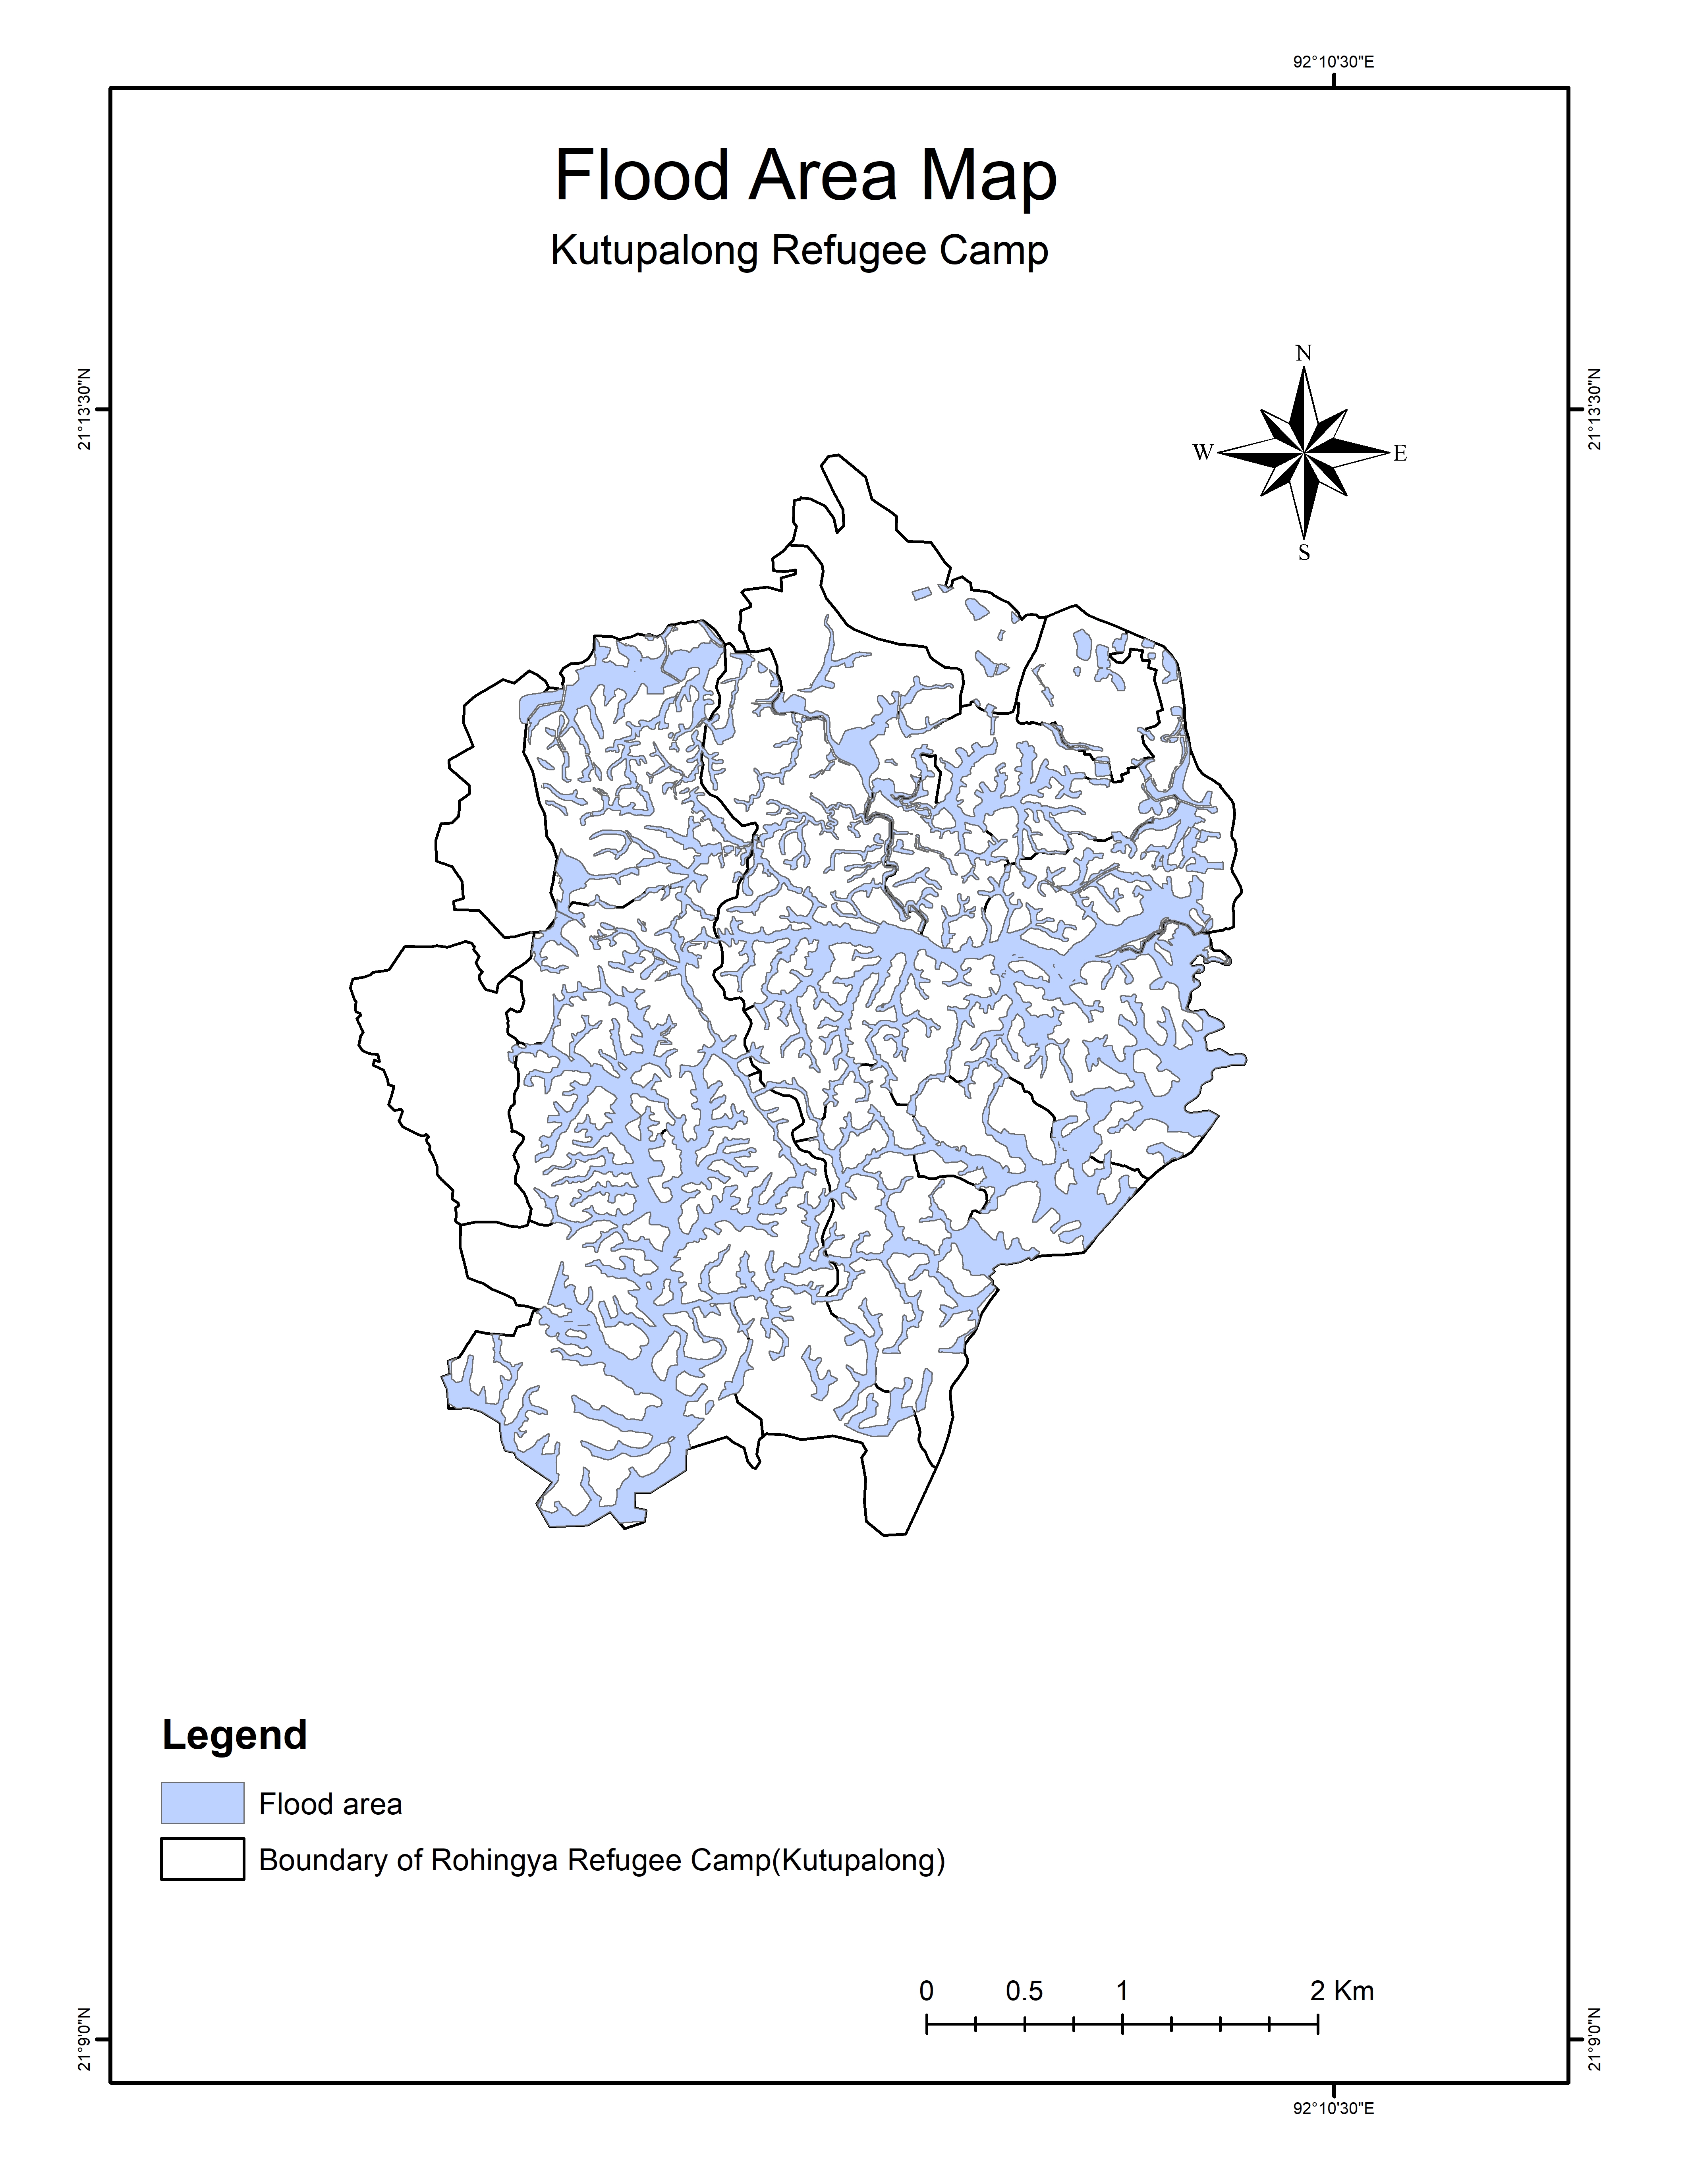 92°10'30"E
Flood Area Map
Kutupalong Refugee Camp
N
W E
S
21°13'30"N
21°13'30"N
Legend
Flood area
Boundary of Rohingya Refugee Camp(Kutupalong)
0 0.5 1 2 Km
21°9'0"N
21°9'0"N
92°10'30"E